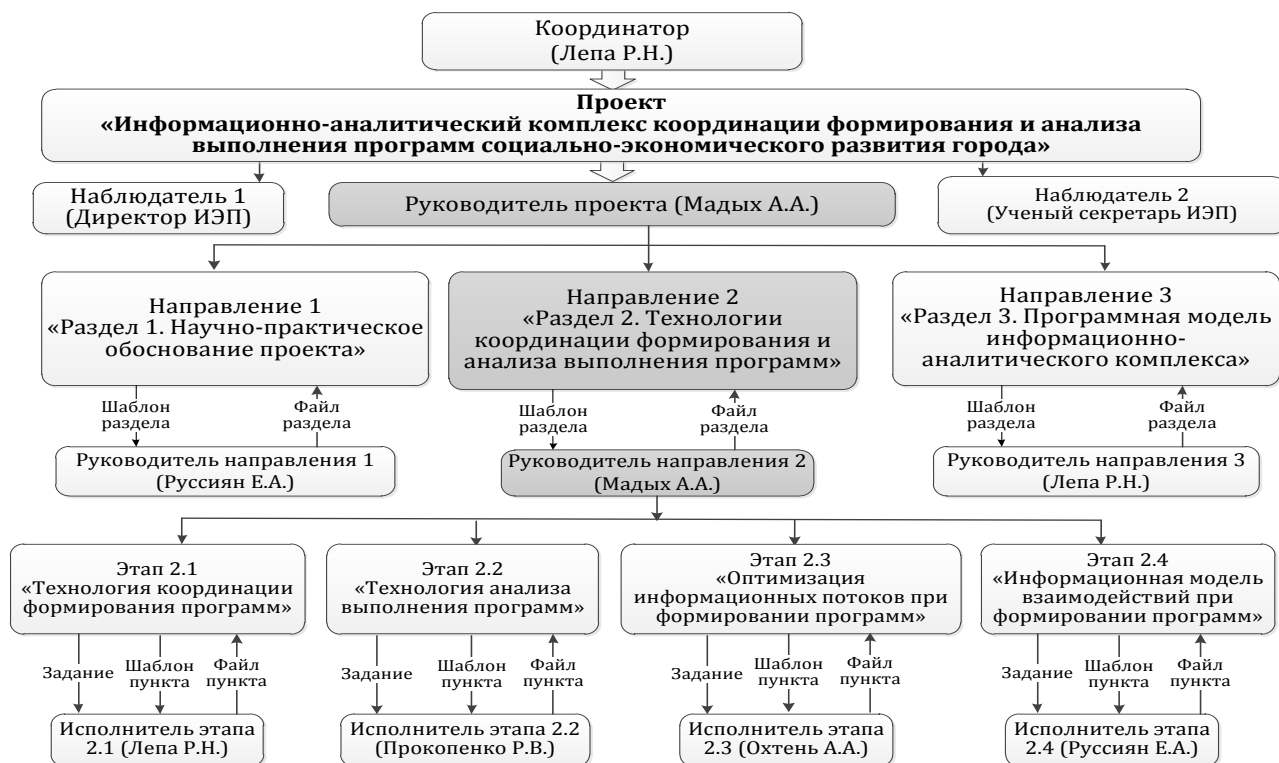 Координатор
(Лепа Р.Н.)
Проект
«Информационно-аналитический комплекс координации формирования и анализа
выполнения программ социально-экономического развития города»
Наблюдатель 1
(Директор ИЭП)
Руководитель проекта (Мадых А.А.)
Наблюдатель 2
(Ученый секретарь ИЭП)
Направление 1
«Раздел 1. Научно-практическое
обоснование проекта»
Направление 2
«Раздел 2. Технологии
координации формирования и
анализа выполнения программ»
Направление 3
«Раздел 3. Программная модель
информационно-
аналитического комплекса»
Шаблон
раздела
Файл
раздела
Шаблон
раздела
Файл
раздела
Шаблон
раздела
Файл
раздела
Руководитель направления 1
(Руссиян Е.А.)
Руководитель направления 2
(Мадых А.А.)
Руководитель направления 3
(Лепа Р.Н.)
Этап 2.1
«Технология координации
формирования программ»
Этап 2.2
«Технология анализа
выполнения программ»
Этап 2.3
«Оптимизация
информационных потоков при
формировании программ»
Этап 2.4
«Информационная модель
взаимодействий при
формировании программ»
Задание
Шаблон
пункта
Файл
пункта
Задание
Шаблон
пункта
Файл
пункта
Задание
Шаблон
пункта
Файл
пункта
Задание
Шаблон
пункта
Файл
пункта
Исполнитель этапа
2.1 (Лепа Р.Н.)
Исполнитель этапа 2.2
(Прокопенко Р.В.)
Исполнитель этапа
2.3 (Охтень А.А.)
Исполнитель этапа
2.4 (Руссиян Е.А.)